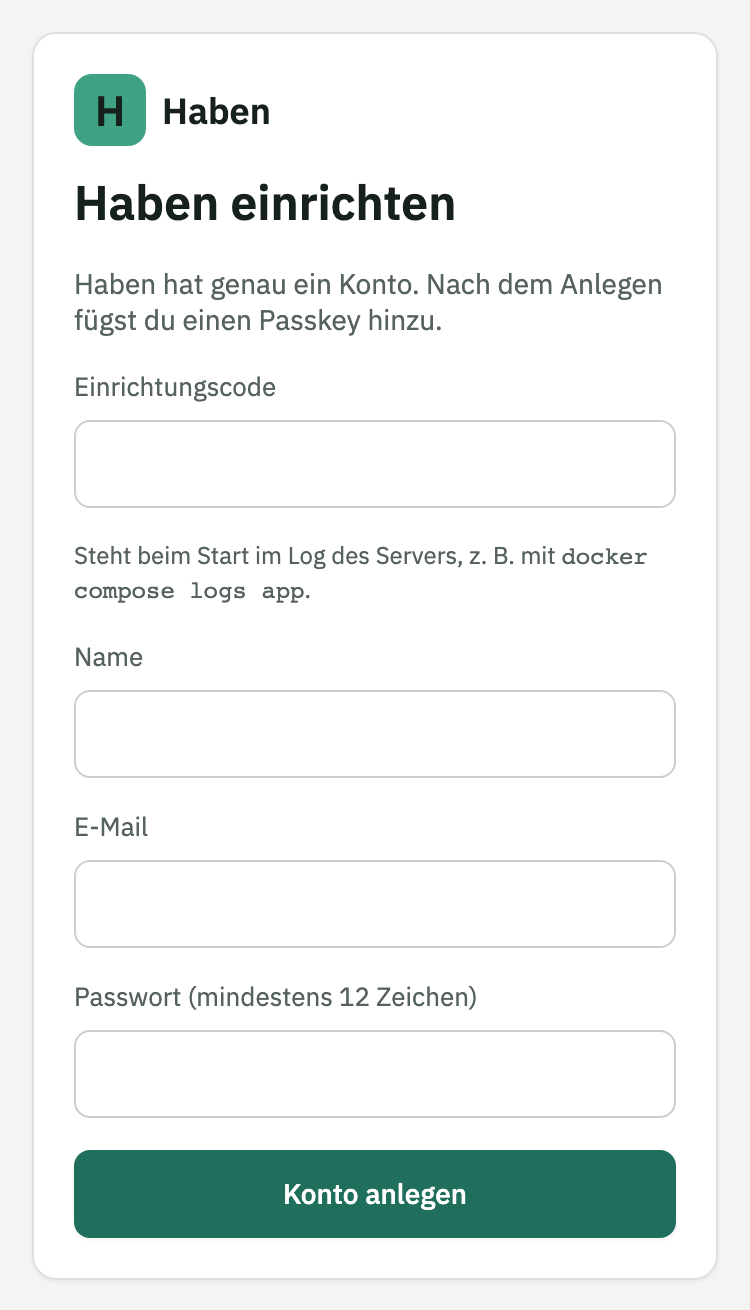 H
Haben
Haben einrichten
Haben hat genau ein Konto. Nach dem Anlegen
fügst du einen Passkey hinzu.
Einrichtungscode
Steht beim Start im Log des Servers, z. B. mit docker
compose logs app.
Name
E-Mail
Passwort (mindestens 12 Zeichen)
Konto anlegen